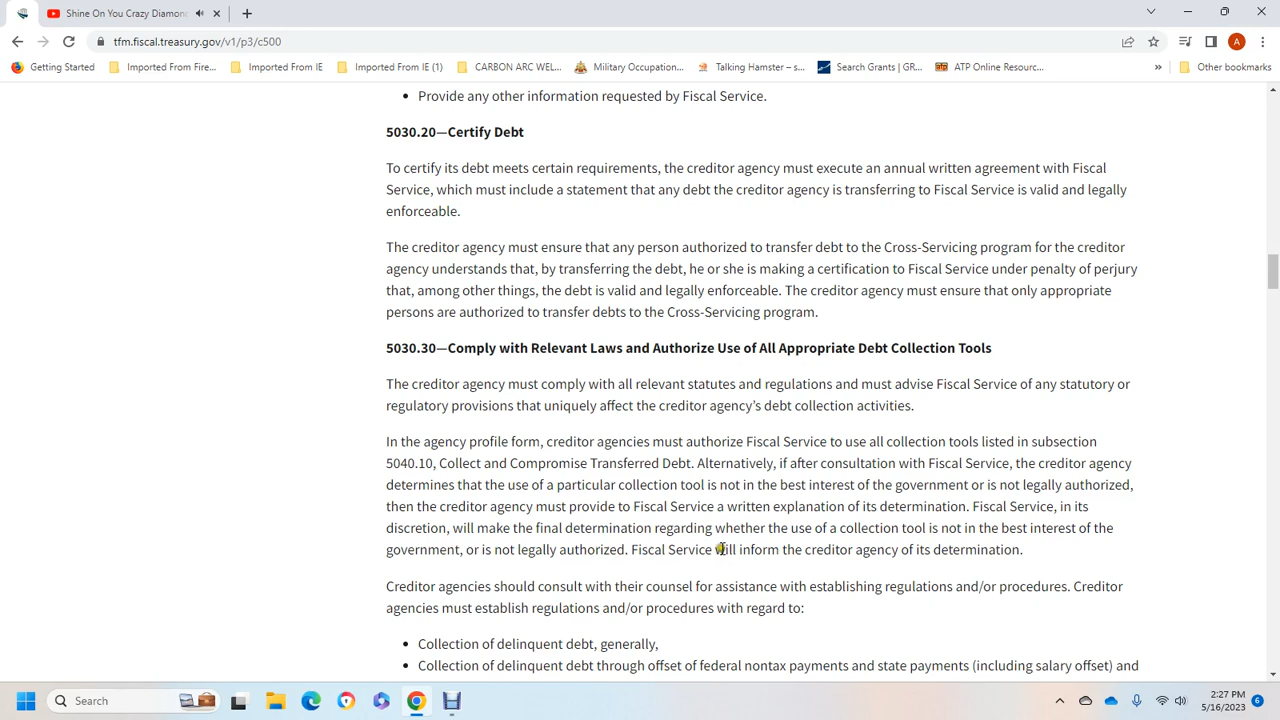 Shine On You Crazy Diamon
tfm.fiscal.treasury.gov/v1/p3/c500
A
Getting Started
Imported From Fire...
Imported From IE
Imported From IE (1)
CARBON ARC WEL...
Military Occupation...
Talking Hamster – s...
Search Grants | GR...
ATP Online Resourc...
»
Other bookmarks
• Provide any other information requested by Fiscal Service.
5030.20—Certify Debt
To certify its debt meets certain requirements, the creditor agency must execute an annual written agreement with Fiscal
Service, which must include a statement that any debt the creditor agency is transferring to Fiscal Service is valid and legally
enforceable.
The creditor agency must ensure that any person authorized to transfer debt to the Cross-Servicing program for the creditor
agency understands that, by transferring the debt, he or she is making a certification to Fiscal Service under penalty of perjury
that, among other things, the debt is valid and legally enforceable. The creditor agency must ensure that only appropriate
persons are authorized to transfer debts to the Cross-Servicing program.
5030.30—Comply with Relevant Laws and Authorize Use of All Appropriate Debt Collection Tools
The creditor agency must comply with all relevant statutes and regulations and must advise Fiscal Service of any statutory or
regulatory provisions that uniquely affect the creditor agency’s debt collection activities.
In the agency profile form, creditor agencies must authorize Fiscal Service to use all collection tools listed in subsection
5040.10, Collect and Compromise Transferred Debt. Alternatively, if after consultation with Fiscal Service, the creditor agency
determines that the use of a particular collection tool is not in the best interest of the government or is not legally authorized,
then the creditor agency must provide to Fiscal Service a written explanation of its determination. Fiscal Service, in its
discretion, will make the final determination regarding whether the use of a collection tool is not in the best interest of the
government, or is not legally authorized. Fiscal Service will inform the creditor agency of its determination.
Creditor agencies should consult with their counsel for assistance with establishing regulations and/or procedures. Creditor
agencies must establish regulations and/or procedures with regard to:
• Collection of delinquent debt, generally,
• Collection of delinquent debt through offset of federal nontax payments and state payments (including salary offset) and
Search
2:27 PM
5/16/2023
6